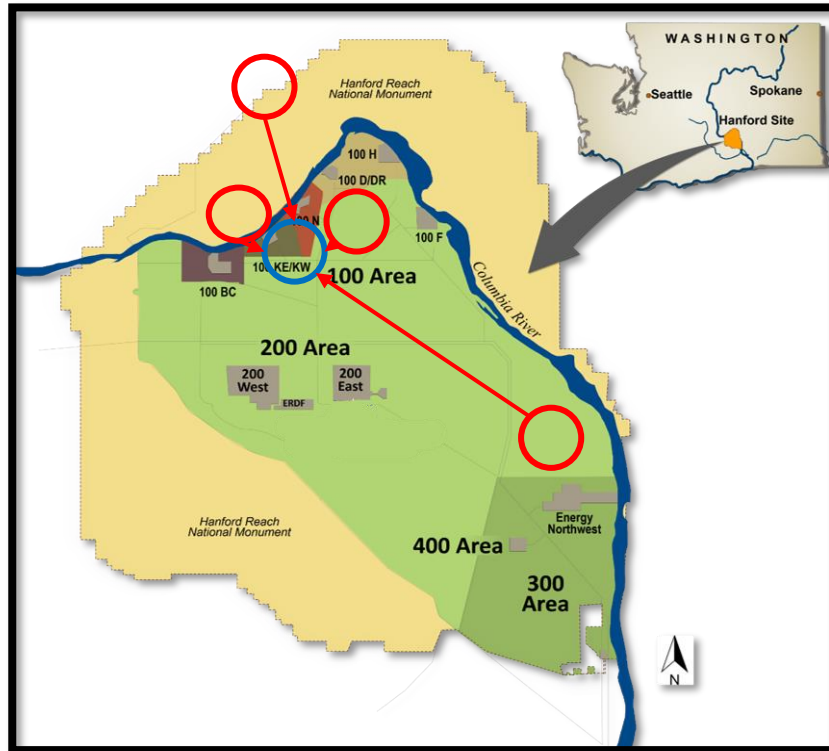 WASHINGTON
Seattle
Spokane
Hanford Site
Hanford Reach
National Monument
100 H
100 D/DR
100 F
100 KE/KW
100 BC
100 Area
Columbia River
200 Area
200
West
200
East
ERDF
Hanford Reach
National Monument
Energy
Northwest
400 Area
300
Area
N